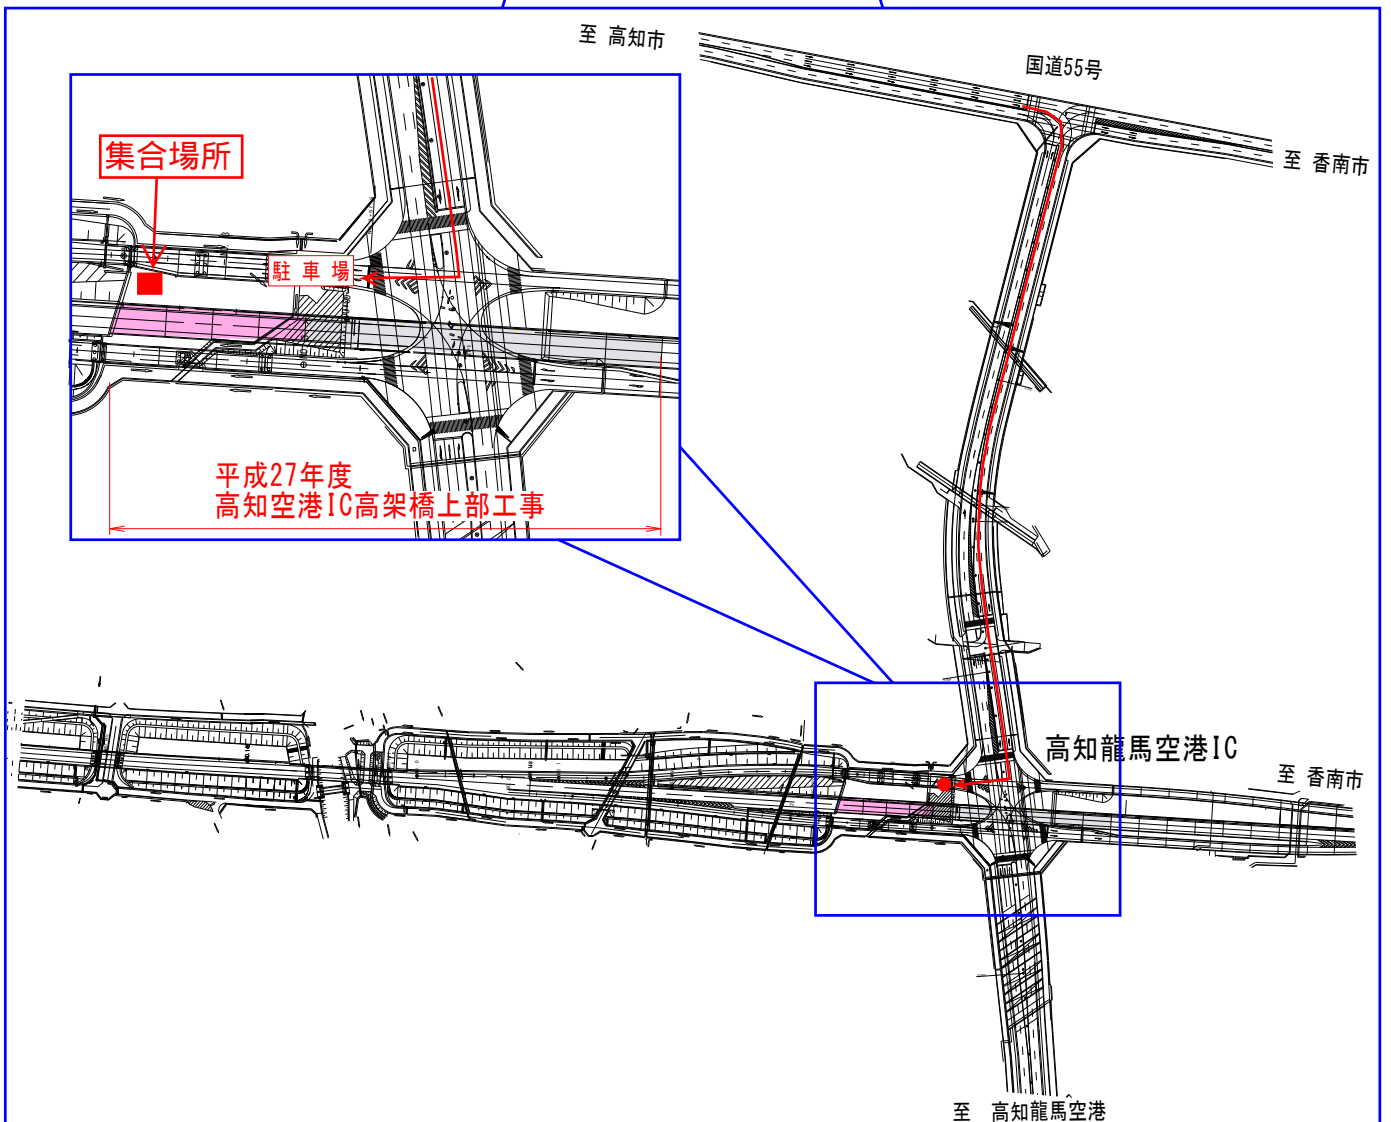 至 高知市
国道55号
至 香南市
集合場所
駐車場
平成27年度
高知空港IC高架橋上部工事
高知龍馬空港IC
至 香南市
至 高知龍馬空港